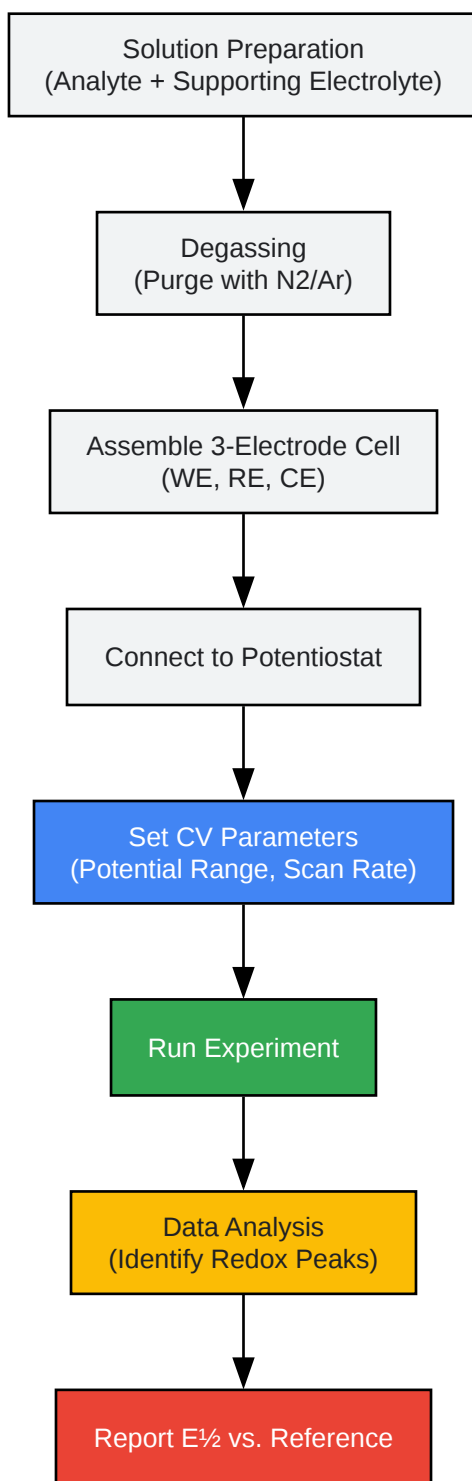 Solution Preparation
(Analyte + Supporting Electrolyte)
Degassing
(Purge with N2/Ar)
Assemble 3-Electrode Cell
(WE, RE, CE)
Connect to Potentiostat
Set CV Parameters
(Potential Range, Scan Rate)
Run Experiment
Data Analysis
(Identify Redox Peaks)
Report E½ vs. Reference